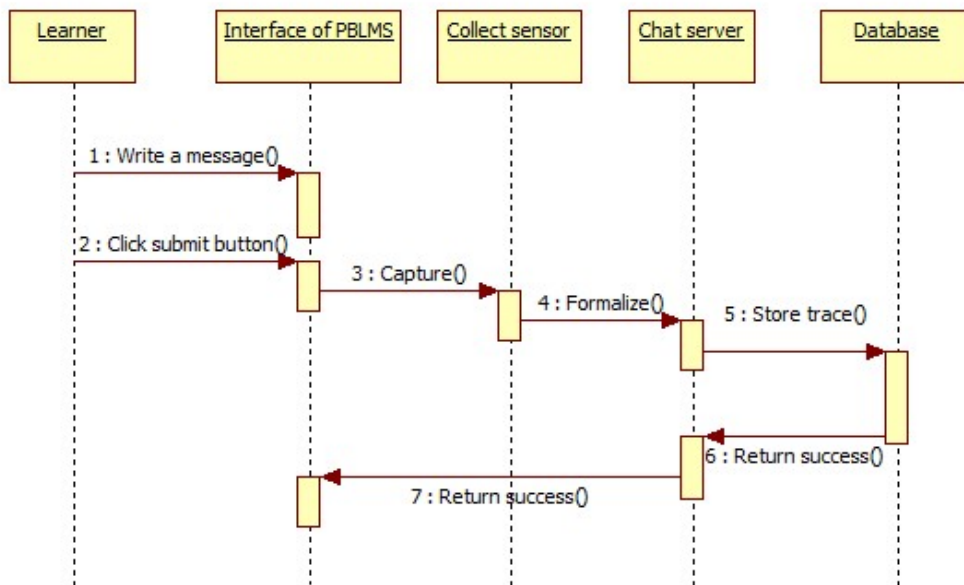 Learner
Interface of PBLMS
Collect sensor
Chat server
Database
1 : Write a message()
2 : Click submit button()
3 : Capture()
4 : Formalize()
5 : Store trace()
6 : Return success()
7 : Return success()